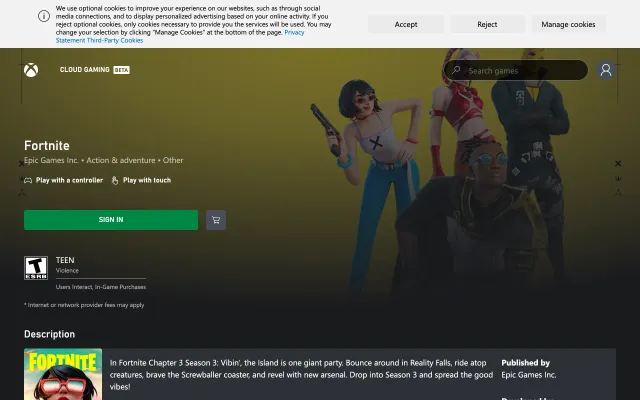 We use optional cookies to improve your experience on our websites, such as through social
media connections, and to display personalized advertising based on your online activity. If you
reject optional cookies, only cookies necessary to provide you the services will be used. You may
change your selection by clicking "Manage Cookies" at the bottom of the page. Privacy
Statement Third-Party Cookies
Accept
Reject
Manage cookies
CLOUD GAMING BETA
Search games
Fortnite
Epic Games Inc. • Action & adventure • Other
Play with a controller
Play with touch
SIGN IN
T
ESRB
TEEN
Violence
Users Interact, In-Game Purchases
* Internet or network provider fees may apply
Description
FORTNITE
In Fortnite Chapter 3 Season 3: Vibin', the Island is one giant party. Bounce around in Reality Falls, ride atop
creatures, brave the Screwballer coaster, and revel with new arsenal. Drop into Season 3 and spread the good
vibes!
Published by
Epic Games Inc.